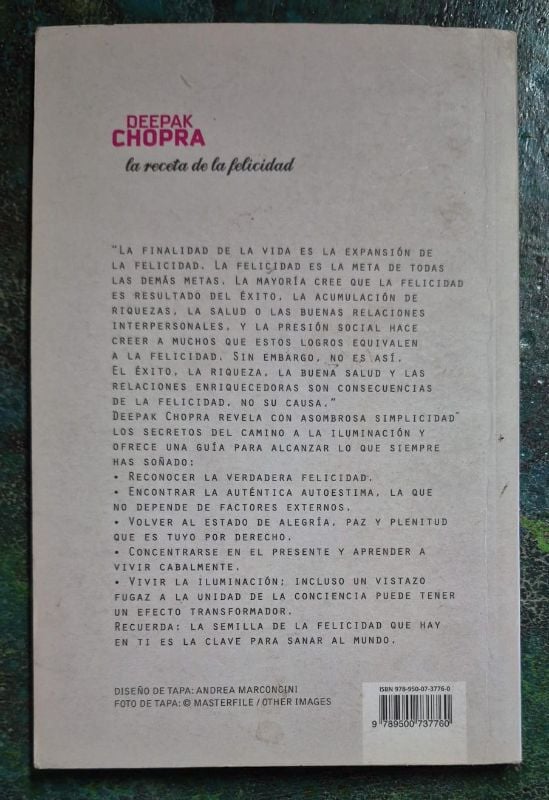 DEEPAK
CHOPRA
la receta de la felicidad
“LA FINALIDAD DE LA VIDA ES LA EXPANSIÓN DE
LA FELICIDAD. LA FELICIDAD ES LA META DE TODAS
LAS DEMÁS METAS. LA MAYORÍA CREE QUE LA FELICIDAD
ES RESULTADO DEL ÉXITO, LA ACUMULACIÓN DE
RIQUEZAS, LA SALUD O LAS BUENAS RELACIONES
INTERPERSONALES, Y LA PRESIÓN SOCIAL HACE
CREER A MUCHOS QUE ESTOS LOGROS EQUIVALEN
A LA FELICIDAD. SIN EMBARGO, NO ES ASÍ.
EL ÉXITO, LA RIQUEZA, LA BUENA SALUD Y LAS
RELACIONES ENRIQUECEDORAS SON CONSECUENCIAS
DE LA FELICIDAD, NO SU CAUSA.”
DEEPAK CHOPRA REVELA CON ASOMBROSA SIMPLICIDAD
LOS SECRETOS DEL CAMINO A LA ILUMINACIÓN Y
OFRECE UNA GUÍA PARA ALCANZAR LO QUE SIEMPRE
HAS SOÑADO:
• RECONOCER LA VERDADERA FELICIDAD.
• ENCONTRAR LA AUTÉNTICA AUTOESTIMA, LA QUE
NO DEPENDE DE FACTORES EXTERNOS.
• VOLVER AL ESTADO DE ALEGRÍA, PAZ Y PLENITUD
QUE ES TUYO POR DERECHO.
• CONCENTRARSE EN EL PRESENTE Y APRENDER A
VIVIR CABALMENTE.
• VIVIR LA ILUMINACIÓN: INCLUSO UN VISTAZO
FUGAZ A LA UNIDAD DE LA CONCIENCIA PUEDE TENER
UN EFECTO TRANSFORMADOR.
RECUERDA: LA SEMILLA DE LA FELICIDAD QUE HAY
EN TI ES LA CLAVE PARA SANAR AL MUNDO.
DISEÑO DE TAPA: ANDREA MARCONCINI
FOTO DE TAPA: © MASTERFILE / OTHER IMAGES
ISBN 978-950-07-3776-0
9 789500 737760